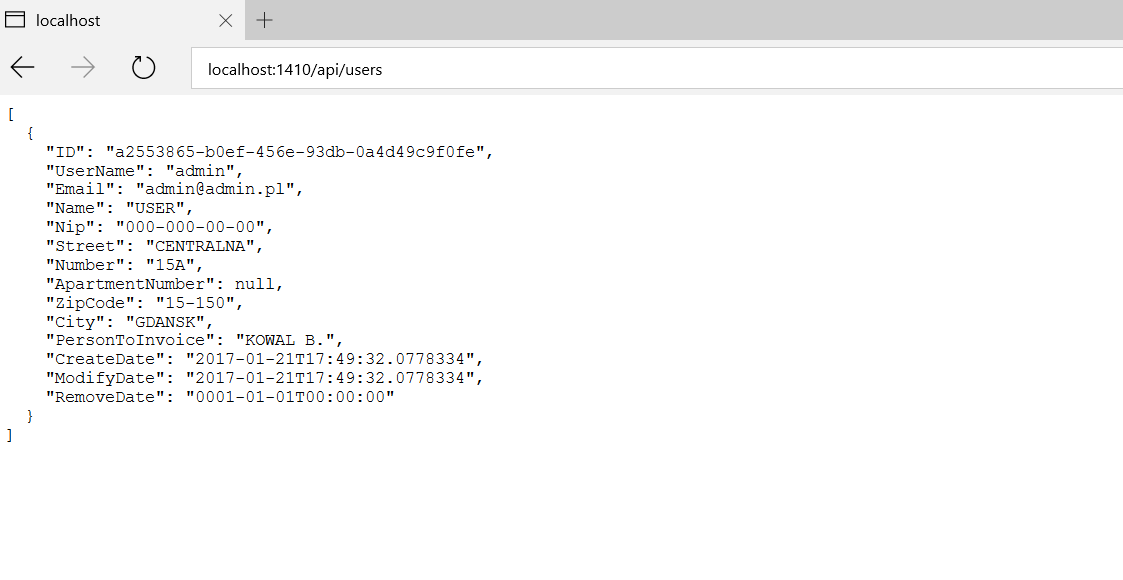 localhost
localhost:1410/api/users
[
  {
    "ID": "a2553865-b0ef-456e-93db-0a4d49c9f0fe",
    "UserName": "admin",
    "Email": "admin@admin.pl",
    "Name": "USER",
    "Nip": "000-000-00-00",
    "Street": "CENTRALNA",
    "Number": "15A",
    "ApartmentNumber": null,
    "ZipCode": "15-150",
    "City": "GDANSK",
    "PersonToInvoice": "KOWAL B.",
    "CreateDate": "2017-01-21T17:49:32.0778334",
    "ModifyDate": "2017-01-21T17:49:32.0778334",
    "RemoveDate": "0001-01-01T00:00:00"
  }
]